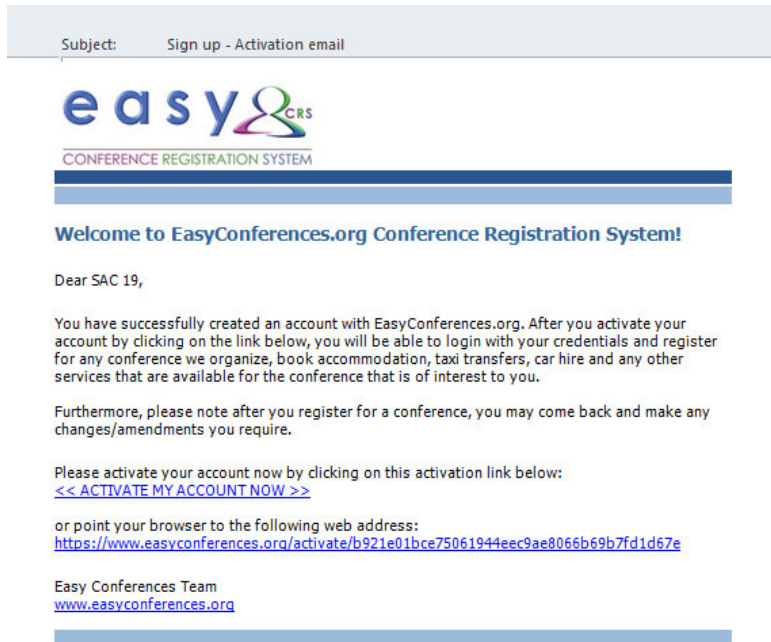 Subject: Sign up - Activation email
easy CRS
CONFERENCE REGISTRATION SYSTEM
Welcome to EasyConferences.org Conference Registration System!
Dear SAC 19,
You have successfully created an account with EasyConferences.org. After you activate your
account by clicking on the link below, you will be able to login with your credentials and register
for any conference we organize, book accommodation, taxi transfers, car hire and any other
services that are available for the conference that is of interest to you.
Furthermore, please note after you register for a conference, you may come back and make any
changes/amendments you require.
Please activate your account now by clicking on this activation link below:
<< ACTIVATE MY ACCOUNT NOW >>
or point your browser to the following web address:
https://www.easyconferences.org/activate/b921e01bce75061944eec9ae8066b69b7fd1d67e
Easy Conferences Team
www.easyconferences.org